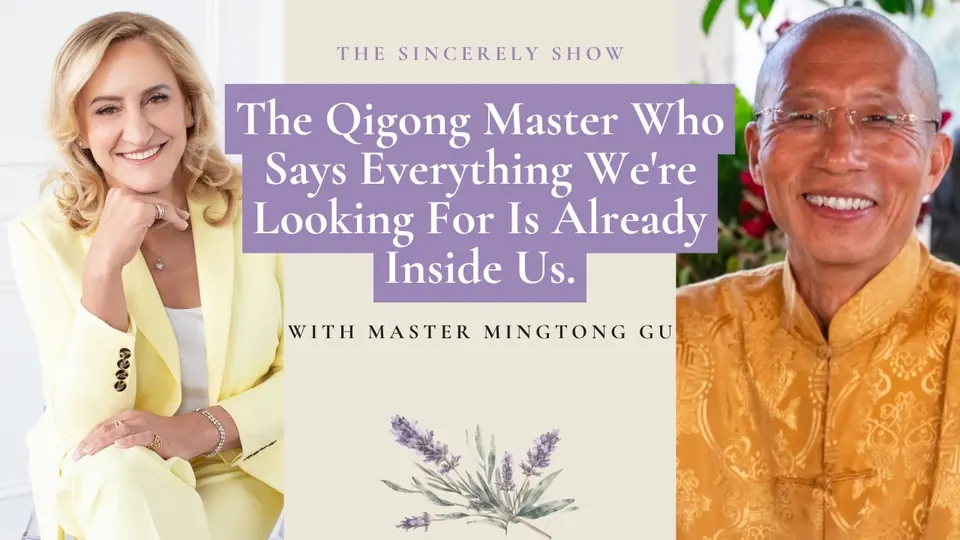 THE SINCERELY SHOW
The Qigong Master Who
Says Everything We're
Looking For Is Already
Inside Us.
WITH MASTER MINGTONG GU